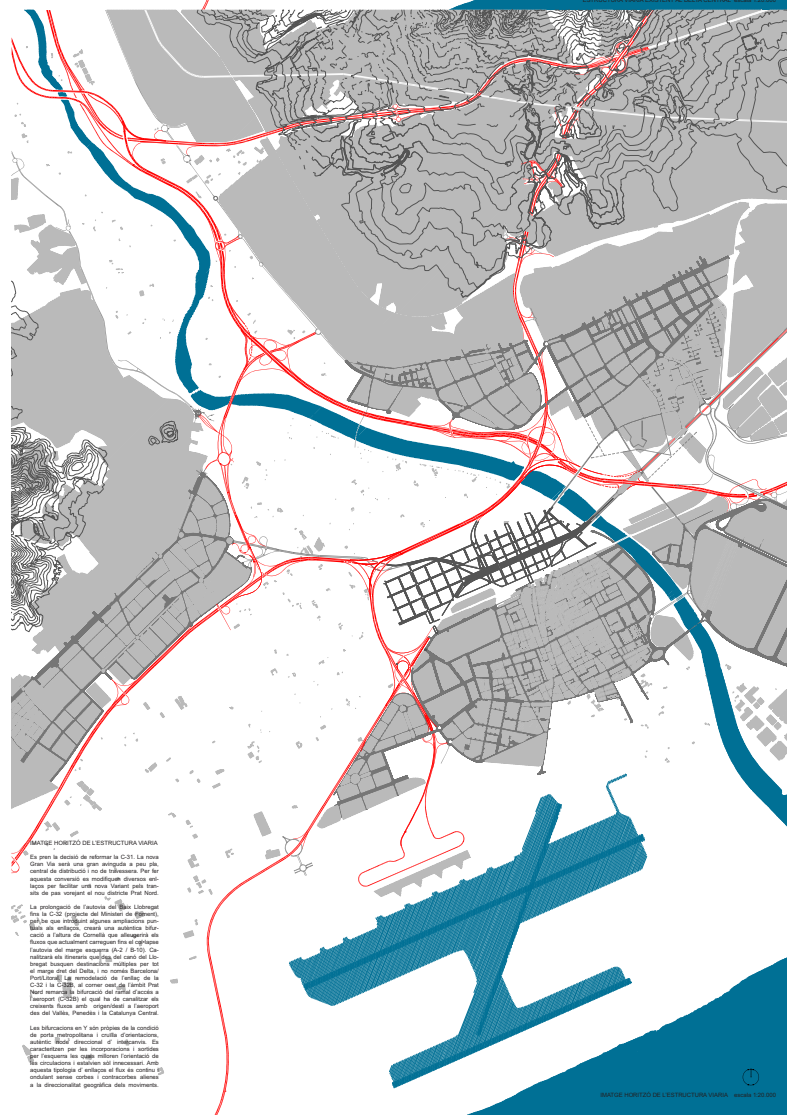 IMATGE HORITZÓ DE L'ESTRUCTURA VIARIA
Es pren la decisió de reformar la C-31. La nova
Gran Via serà una gran avinguda a peu pla,
central de distribució i no de travessera. Per fer
aquesta conversió es modifiquen diversos enl-
laços per facilitar una nova Variant pels tran-
sits de pas vorejant el nou districte Prat Nord.
La prolongació de l'autovia del Baix Llobregat
fins la C-32 (projecte del Ministeri de Foment),
per be que introduint algunes ampliacions pun-
tuals als enllaços, crearà una autèntica bifur-
cació a l'altura de Cornellà que alleugerirà els
fluxos que actualment carreguen fins el col•lapse
l'autovia del marge esquerra (A-2 / B-10). Ca-
nalitzarà els itineraris que des del canó del Llo-
bregat busquen destinacions múltiples per tot
el marge dret del Delta, i no només Barcelona/
Port/Litoral. La remodelació de l'enllaç de la
C-32 i la C-32B, al corner oest de l'àmbit Prat
Nord remarca la bifurcació del ramal d'accés a
l'aeroport (C-32B) el qual ha de canalitzar els
creixents fluxos amb origen/destí a l'aeroport
des del Vallès, Penedès i la Catalunya Central.
Les bifurcacions en Y són pròpies de la condició
de porta metropolitana i cruïlla d'orientacions,
autèntic node direccional d' intercanvis. Es
caracteritzen per les incorporacions i sortides
per l'esquerra les quals milloren l'orientació de
les circulacions i estalvien sòl innecessari. Amb
aquesta tipologia d' enllaços el flux és continu i
ondulant sense corbes i contracorbes alienes
a la direccionalitat geogràfica dels moviments.
IMATGE HORITZÓ DE L'ESTRUCTURA VIARIA escala 1:20.000